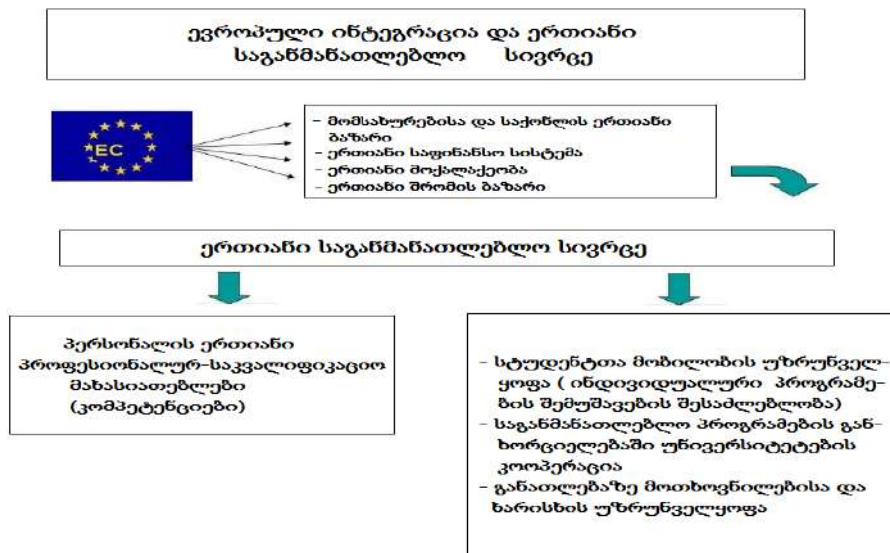 ევროპული ინტეგრაცია და ერთიანი
საგანმანათლებლო სივრცე
EC
– მომსახურებისა და საქონლის ერთიანი
ბაზარი
– ერთიანი საფინანსო სისტემა
– ერთიანი მოქალაქეობა
– ერთიანი შრომის ბაზარი
ერთიანი საგანმანათლებლო სივრცე
პერსონალის ერთიანი
პროფესიონალურ-საკვალიფიკაციო
მახასიათებლები
(კომპეტენციები)
– სტუდენტთა მობილობის უზრუნველ-
ყოფა ( ინდივიდუალური პროგრამე-
ბის შემუშავების შესაძლებლობა)
– საგანმანათლებლო პროგრამების გან-
ხორციელებაში უნივერსიტეტების
კოოპერაცია
– განათლებაზე მოთხოვნილებისა და
ხარისხის უზრუნველყოფა